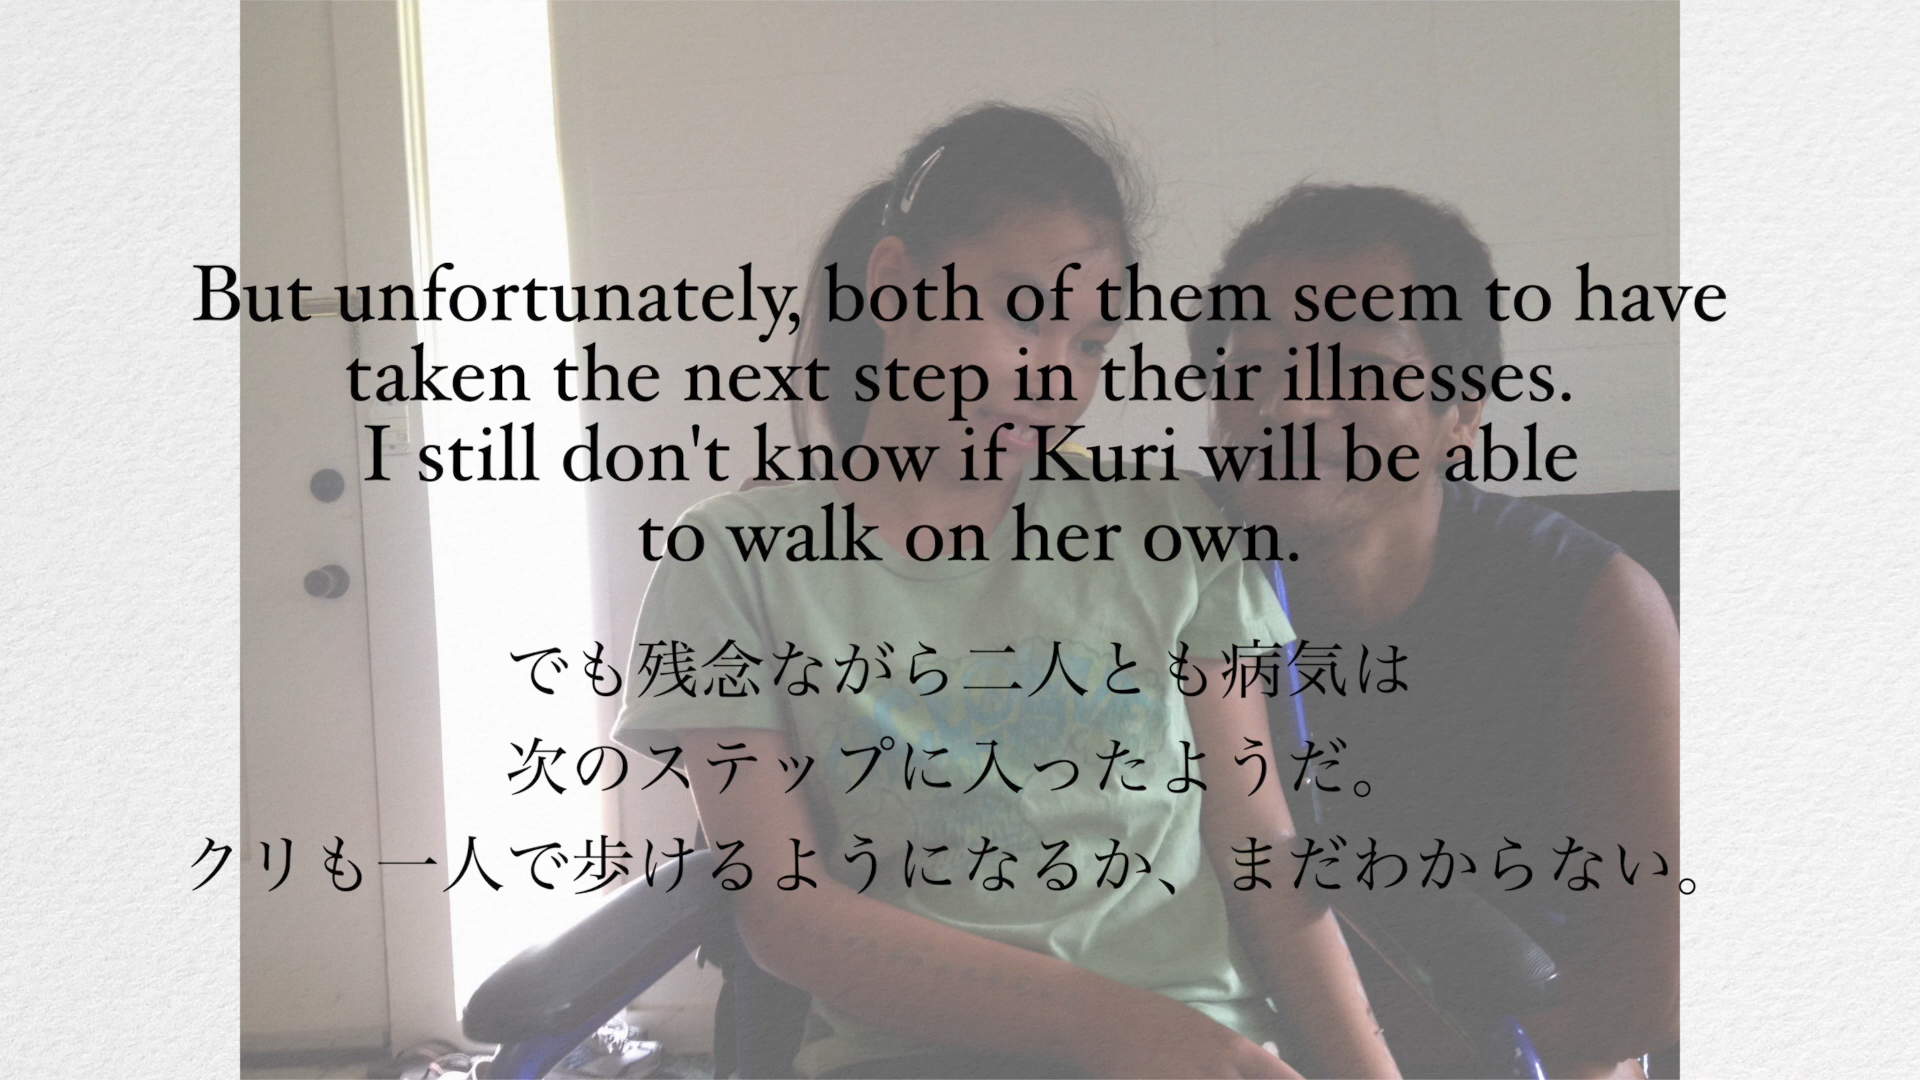 But unfortunately, both of them seem to have
taken the next step in their illnesses.
I still don't know if Kuri will be able
to walk on her own.
でも残念ながら二人とも病気は
次のステップに入ったようだ。
クリも一人で歩けるようになるか、まだわからない。